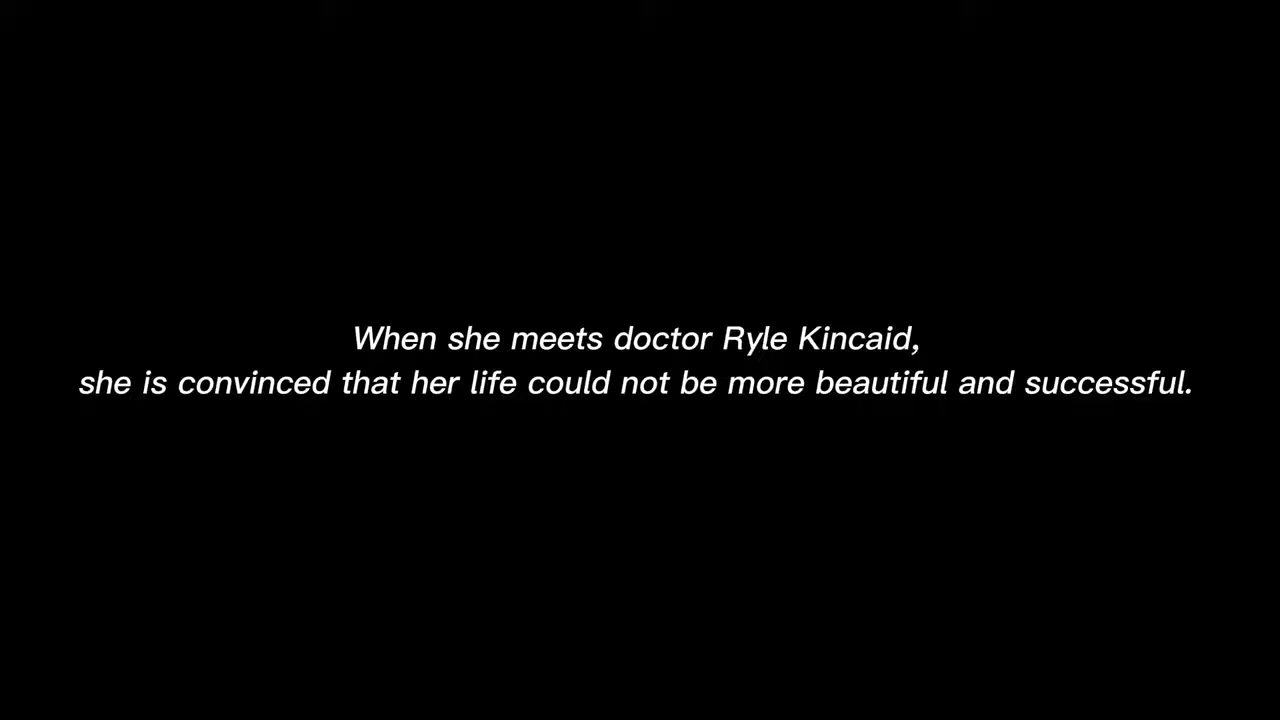 When she meets doctor Ryle Kincaid,
she is convinced that her life could not be more beautiful and successful.